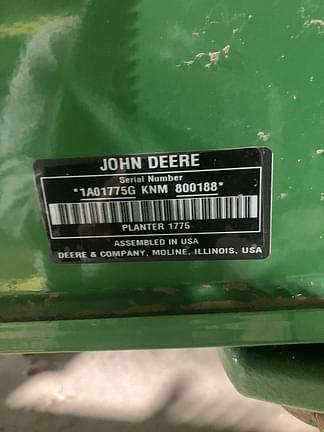 JOHN DEERE
Serial Number
*1A01775G KNM 800188*
PLANTER 1775
ASSEMBLED IN USA
DEERE & COMPANY, MOLINE, ILLINOIS, USA